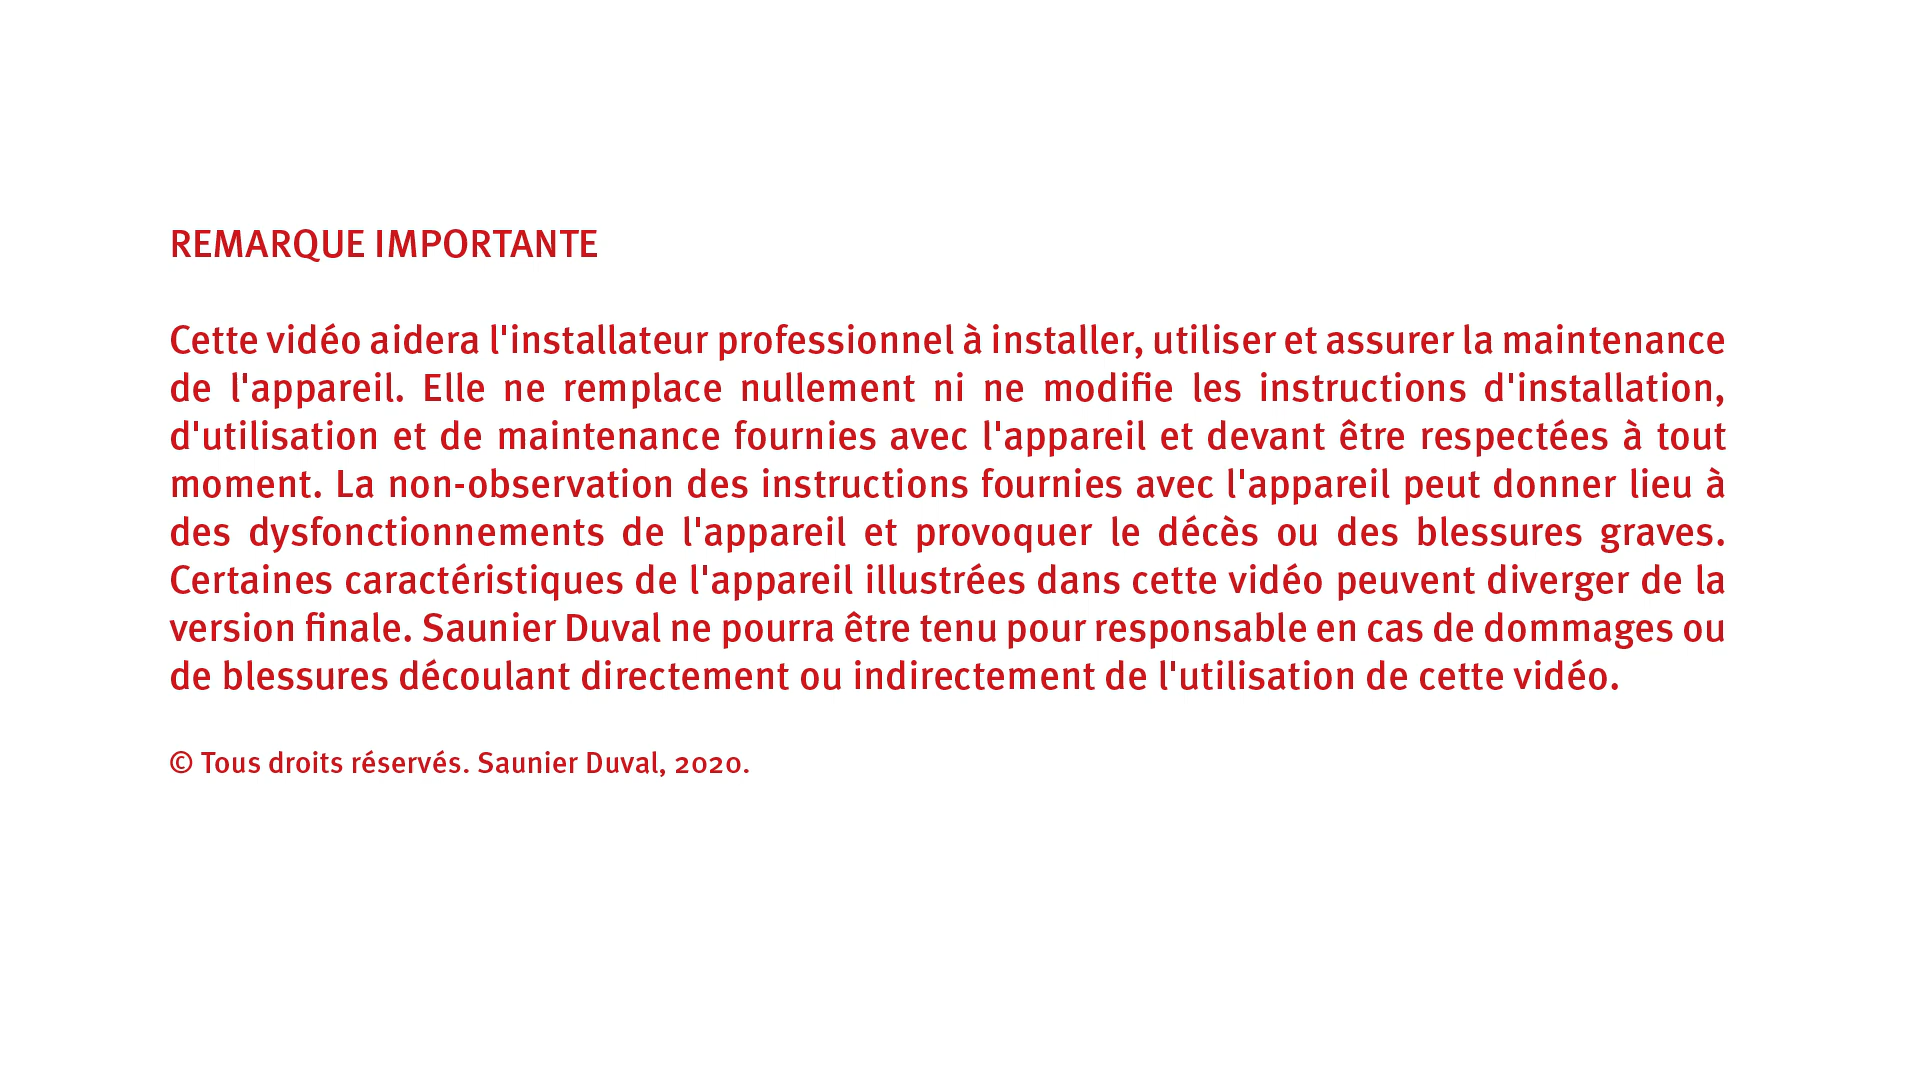 REMARQUE IMPORTANTE
Cette vidéo aidera l'installateur professionnel à installer, utiliser et assurer la maintenance
de l'appareil. Elle ne remplace nullement ni ne modifie les instructions d'installation,
d'utilisation et de maintenance fournies avec l'appareil et devant être respectées à tout
moment. La non-observation des instructions fournies avec l'appareil peut donner lieu à
des dysfonctionnements de l'appareil et provoquer le décès ou des blessures graves.
Certaines caractéristiques de l'appareil illustrées dans cette vidéo peuvent diverger de la
version finale. Saunier Duval ne pourra être tenu pour responsable en cas de dommages ou
de blessures découlant directement ou indirectement de l'utilisation de cette vidéo.
© Tous droits réservés. Saunier Duval, 2020.